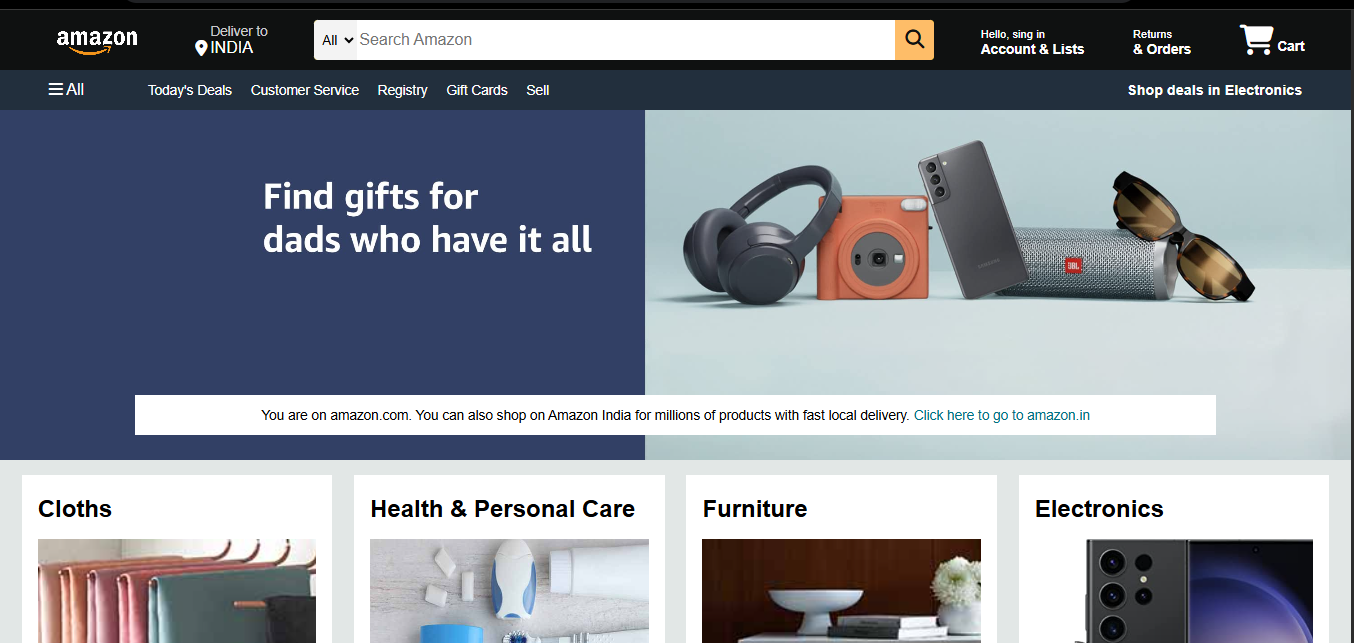 amazon
Deliver to
INDIA
All
Search Amazon
Hello, sing in
Account & Lists
Returns
& Orders
Cart
All
Today's Deals
Customer Service
Registry
Gift Cards
Sell
Shop deals in Electronics
Find gifts for
dads who have it all
SAMSUNG
JBL
You are on amazon.com. You can also shop on Amazon India for millions of products with fast local delivery. Click here to go to amazon.in
Cloths
Health & Personal Care
Furniture
Electronics